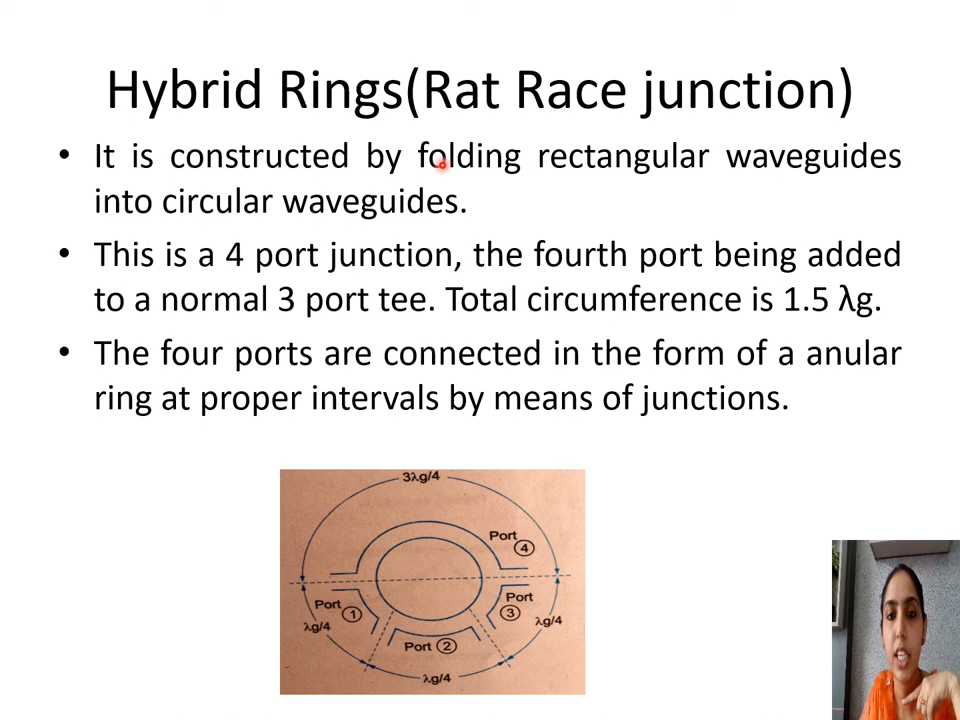 Hybrid Rings(Rat Race junction)
• It is constructed by folding rectangular waveguides
into circular waveguides.
• This is a 4 port junction, the fourth port being added
to a normal 3 port tee. Total circumference is 1.5 λg.
• The four ports are connected in the form of a anular
ring at proper intervals by means of junctions.
3λg/4
Port
4
Port
1
Port
3
λg/4
λg/4
Port 2
λg/4